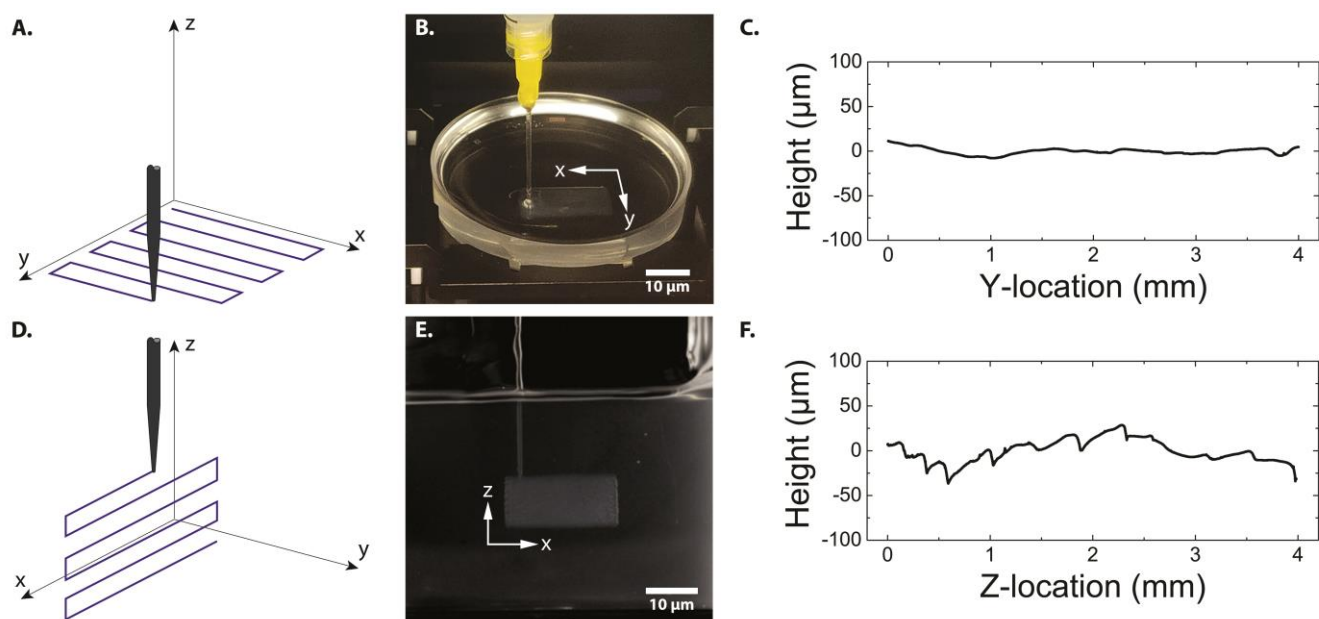 A.
z
y
x
B.
x
y
10 µm
C.
Height (µm)
100
50
0
-50
-100
0
1
2
3
4
Y-location (mm)
D.
z
x
y
E.
z
x
10 µm
F.
Height (µm)
100
50
0
-50
-100
0
1
2
3
4
Z-location (mm)